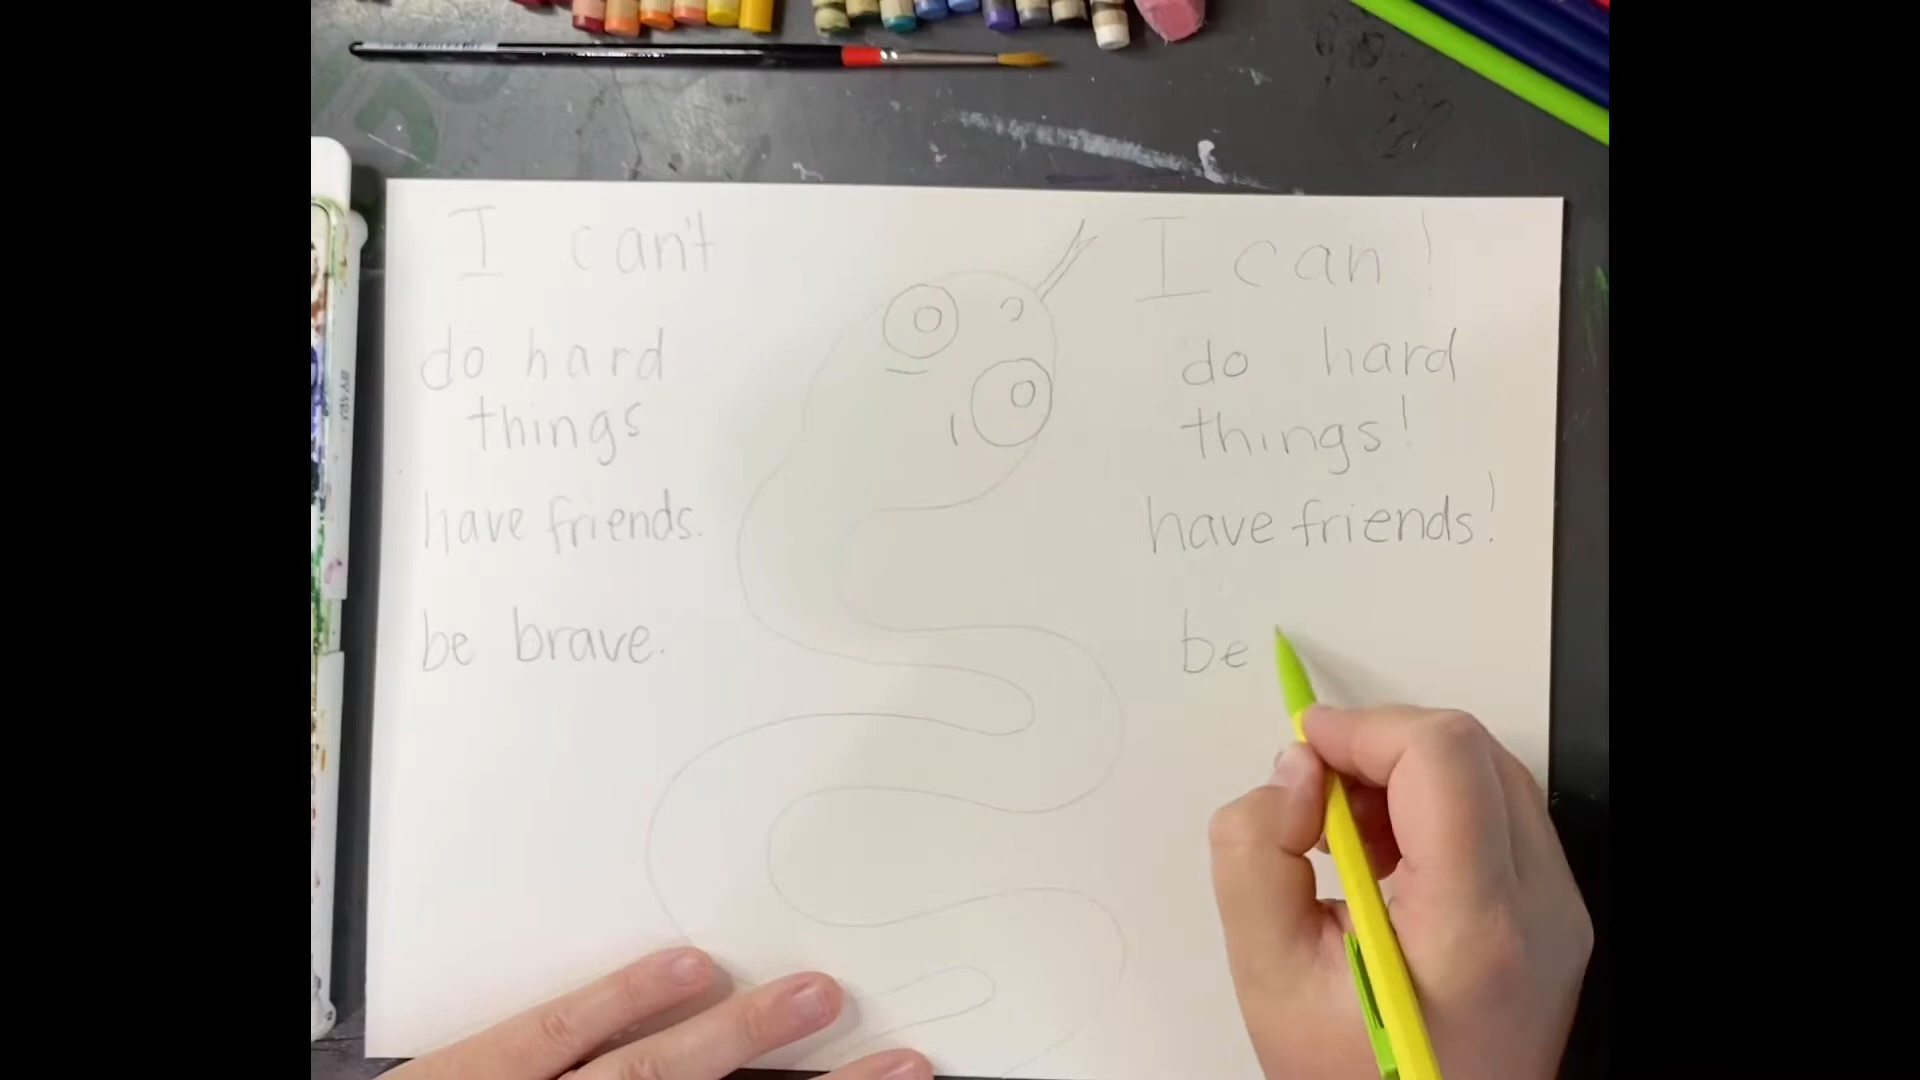 I can't
do hard
things
have friends.
be brave.
I can!
do hard
things!
have friends!
be